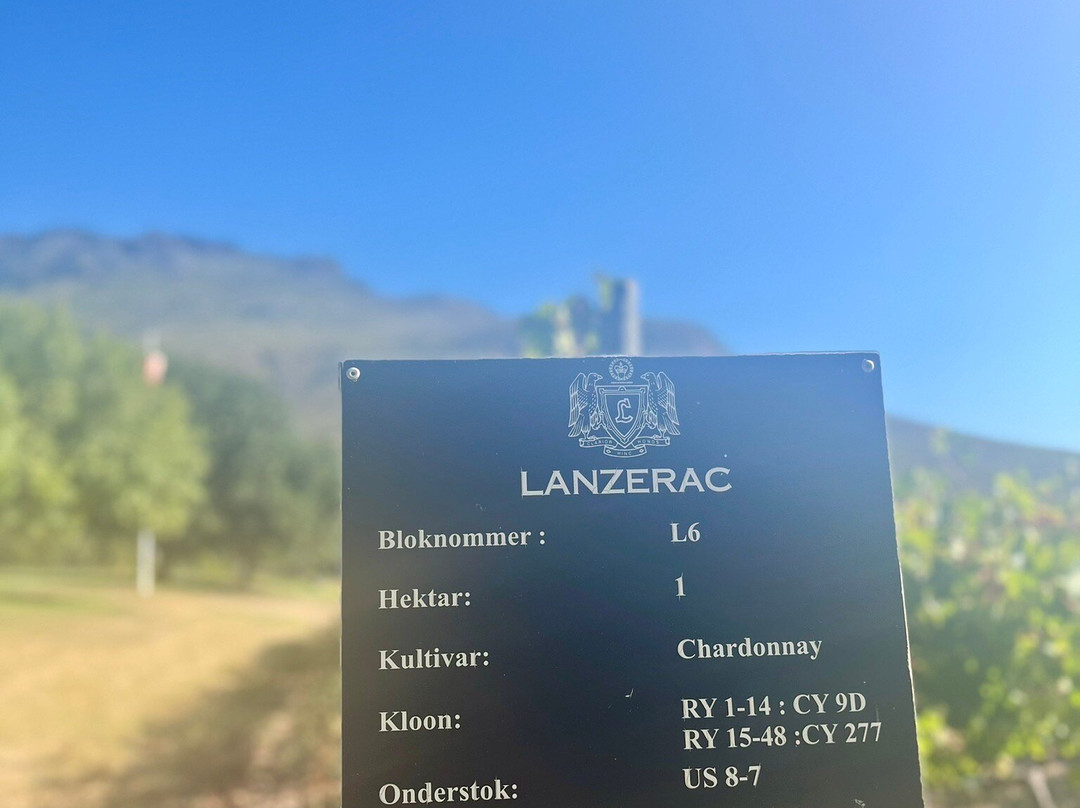 LANZERAC
Bloknommer : L6
Hektar: 1
Kultivar: Chardonnay
Kloon: RY 1-14 : CY 9D
RY 15-48 :CY 277
Onderstok: US 8-7